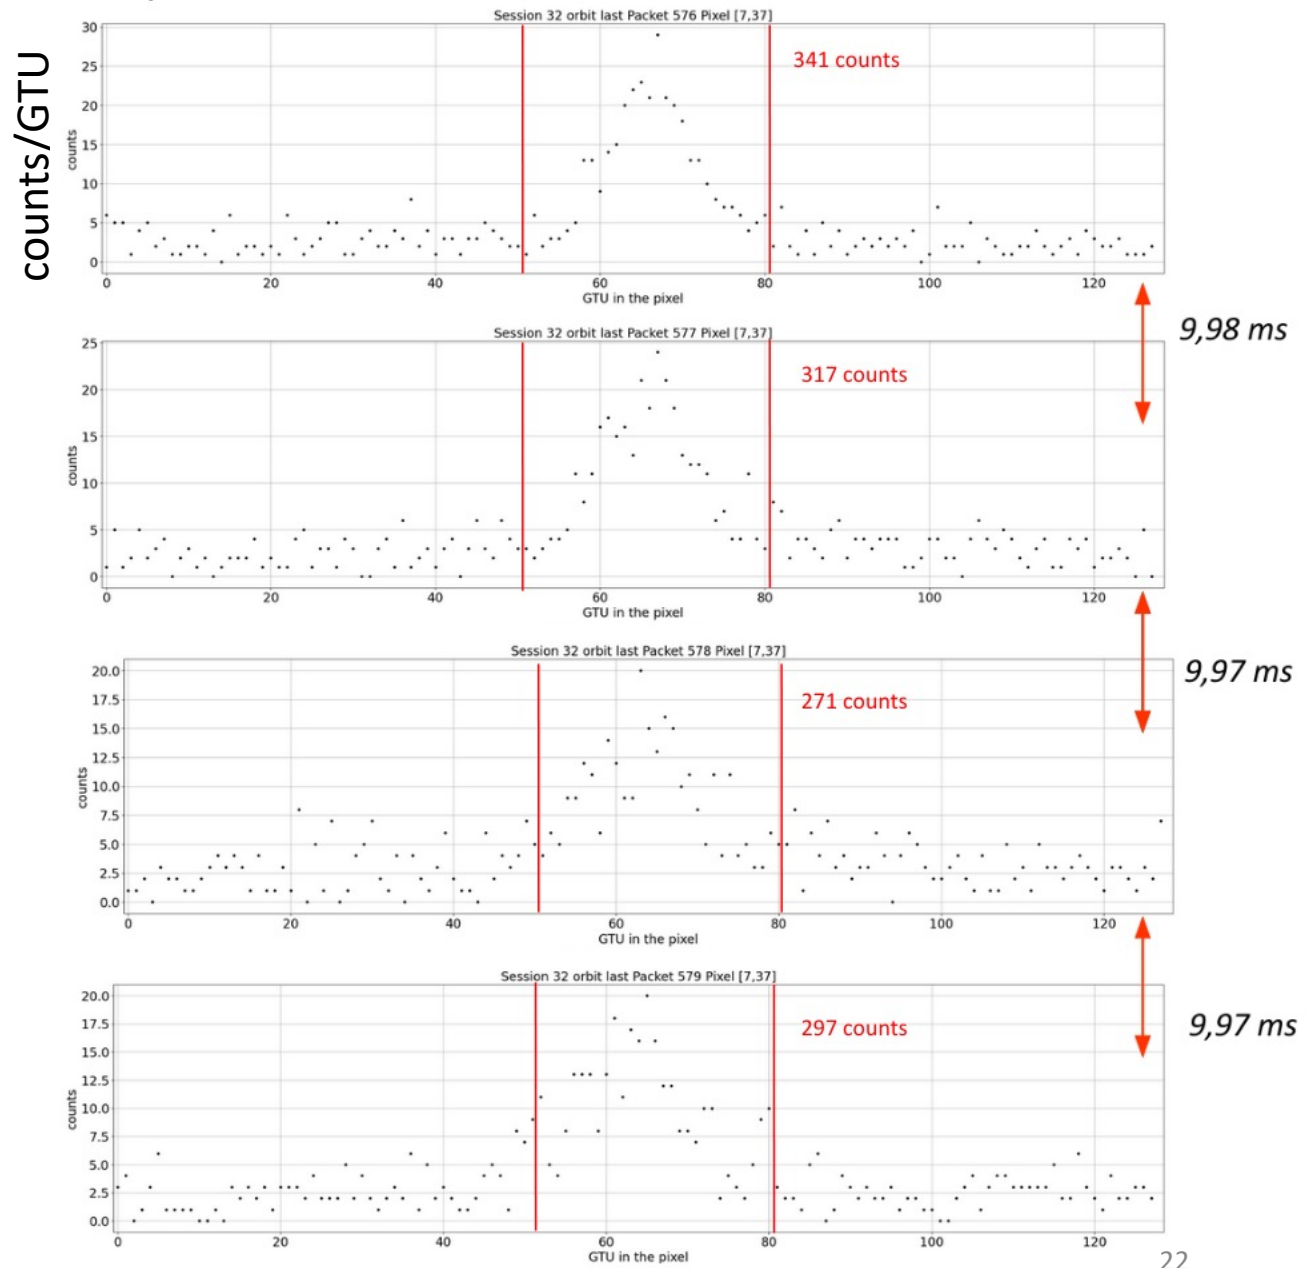 counts/GTU
Session 32 orbit last Packet 576 Pixel [7,37]
341 counts
counts
30
25
20
15
10
5
0
0 20 40 60 80 100 120
GTU in the pixel
9,98 ms
Session 32 orbit last Packet 577 Pixel [7,37]
317 counts
counts
25
20
15
10
5
0
0 20 40 60 80 100 120
GTU in the pixel
9,97 ms
Session 32 orbit last Packet 578 Pixel [7,37]
271 counts
counts
20.0
17.5
15.0
12.5
10.0
7.5
5.0
2.5
0.0
0 20 40 60 80 100 120
GTU in the pixel
9,97 ms
Session 32 orbit last Packet 579 Pixel [7,37]
297 counts
counts
20.0
17.5
15.0
12.5
10.0
7.5
5.0
2.5
0.0
0 20 40 60 80 100 120
GTU in the pixel
22